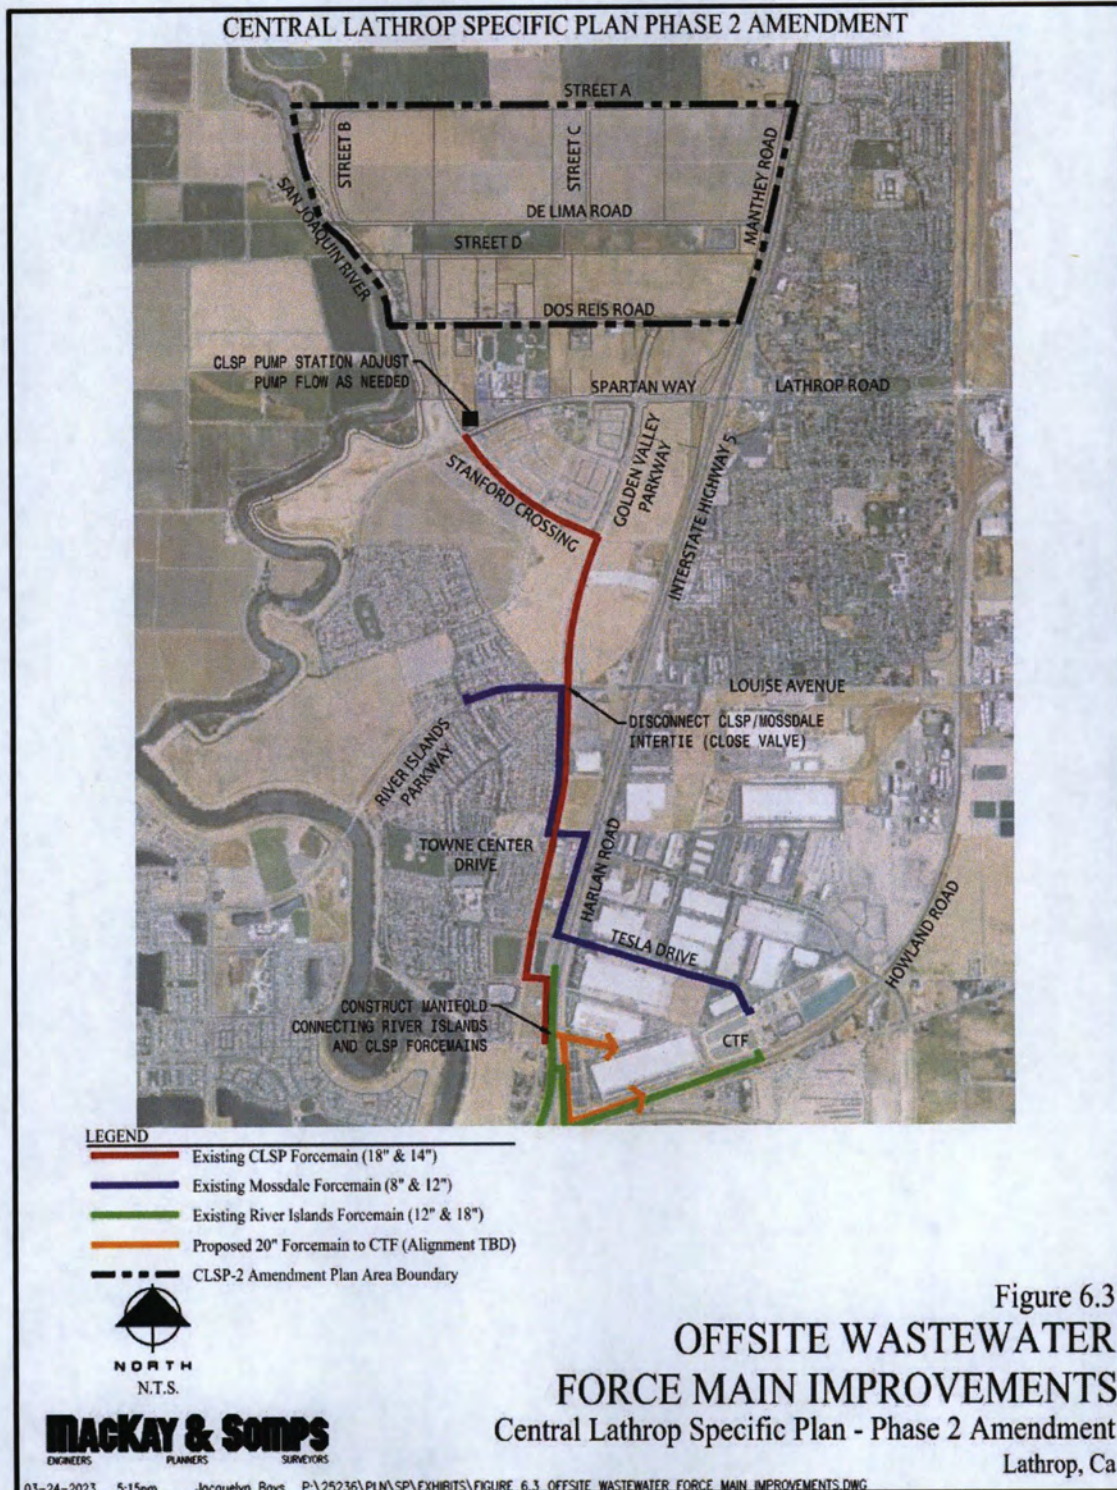 CENTRAL LATHROP SPECIFIC PLAN PHASE 2 AMENDMENT
STREET A
STREET B
STREET C
MANTHEY ROAD
SAN JOAQUIN RIVER
DE LIMA ROAD
STREET D
DOS REIS ROAD
CLSP PUMP STATION ADJUST
PUMP FLOW AS NEEDED
SPARTAN WAY
LATHROP ROAD
STANFORD CROSSING
GOLDEN VALLEY
PARKWAY
INTERSTATE HIGHWAY 5
LOUISE AVENUE
DISCONNECT CLSP/MOSSDALE
INTERTIE (CLOSE VALVE)
RIVER ISLANDS
PARKWAY
TOWNE CENTER
DRIVE
HARLAN ROAD
TESLA DRIVE
HOWLAND ROAD
CONSTRUCT MANIFOLD
CONNECTING RIVER ISLANDS
AND CLSP FORCEMAINS
CTF
LEGEND
Existing CLSP Forcemain (18" & 14")
Existing Mossdale Forcemain (8" & 12")
Existing River Islands Forcemain (12" & 18")
Proposed 20" Forcemain to CTF (Alignment TBD)
CLSP-2 Amendment Plan Area Boundary
NORTH
N.T.S.
Figure 6.3
OFFSITE WASTEWATER
FORCE MAIN IMPROVEMENTS
Central Lathrop Specific Plan - Phase 2 Amendment
Lathrop, Ca
MACKAY & SOMPS
ENGINEERS PLANNERS SURVEYORS
03-24-2023 5:15pm Jacquelyn Bays P:\25236\PLN\SP\EXHIBITS\FIGURE 6.3 OFFSITE WASTEWATER FORCE MAIN IMPROVEMENTS.DWG